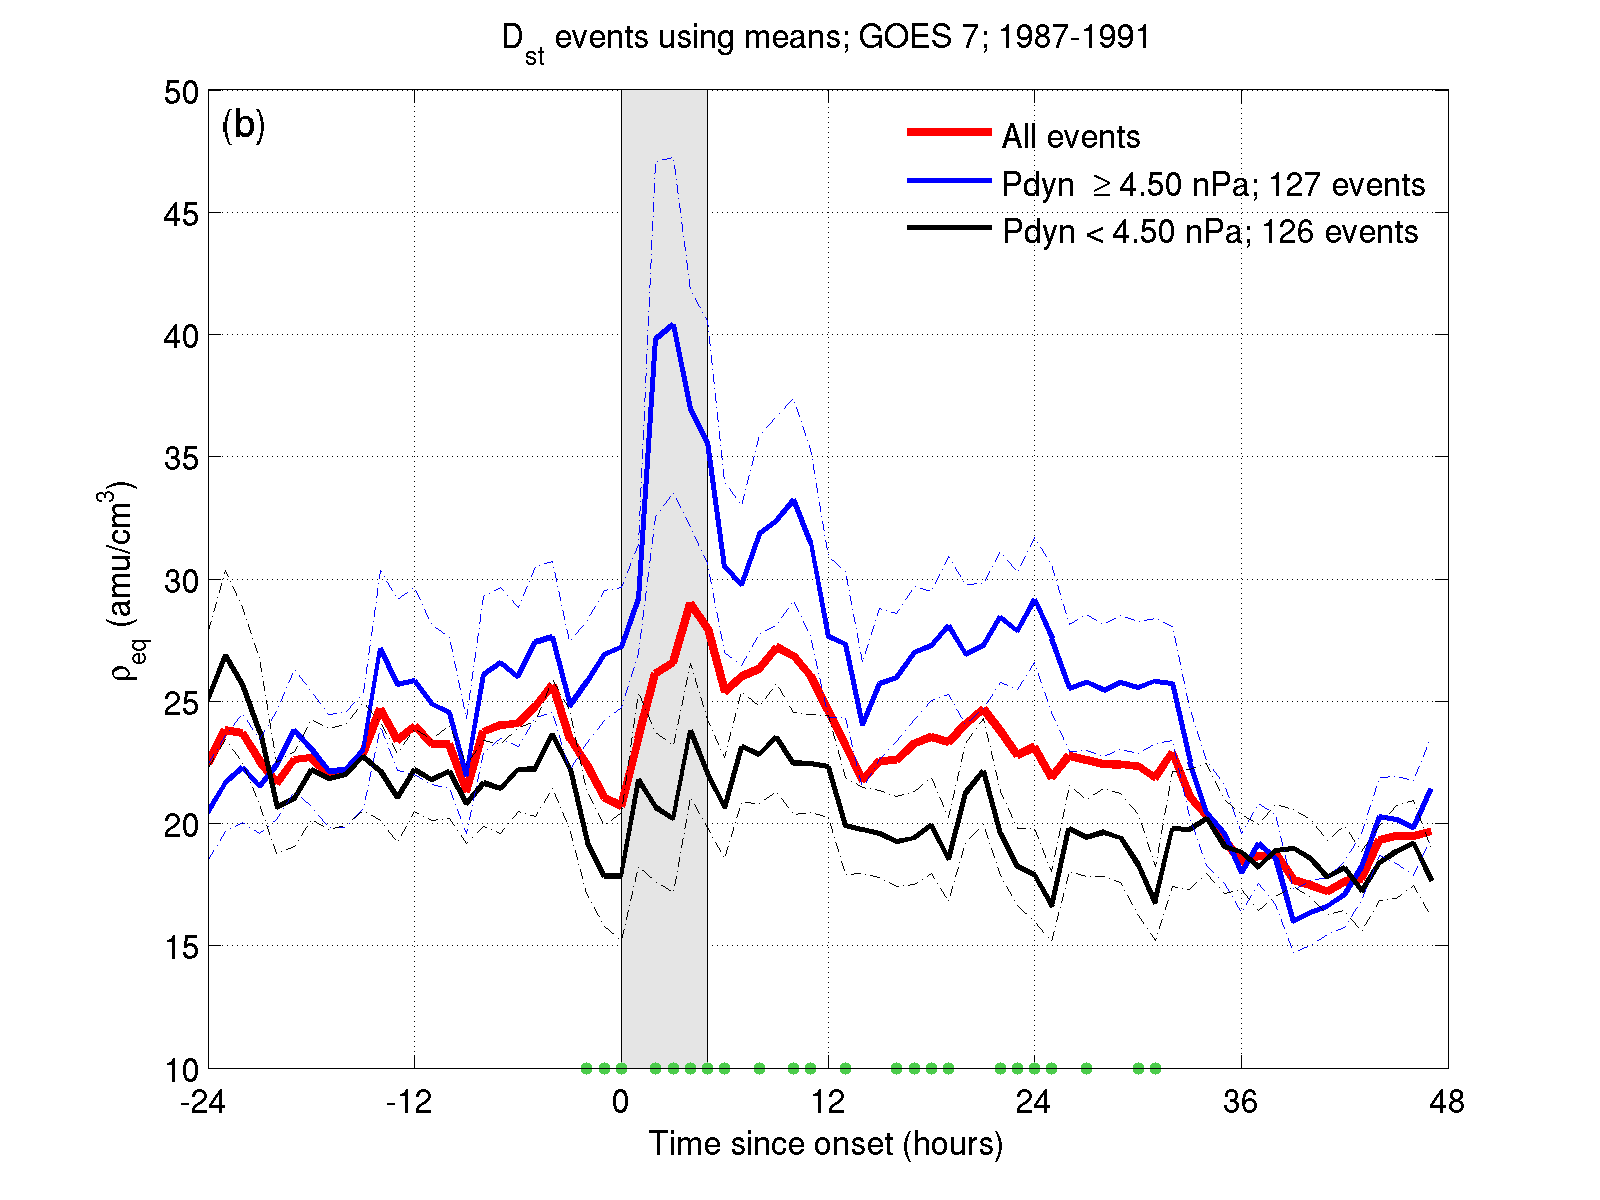 Dst events using means; GOES 7; 1987-1991
(b)
All events
Pdyn ≥ 4.50 nPa; 127 events
Pdyn < 4.50 nPa; 126 events
50
45
40
35
30
25
20
15
10
ρeq (amu/cm³)
-24 -12 0 12 24 36 48
Time since onset (hours)